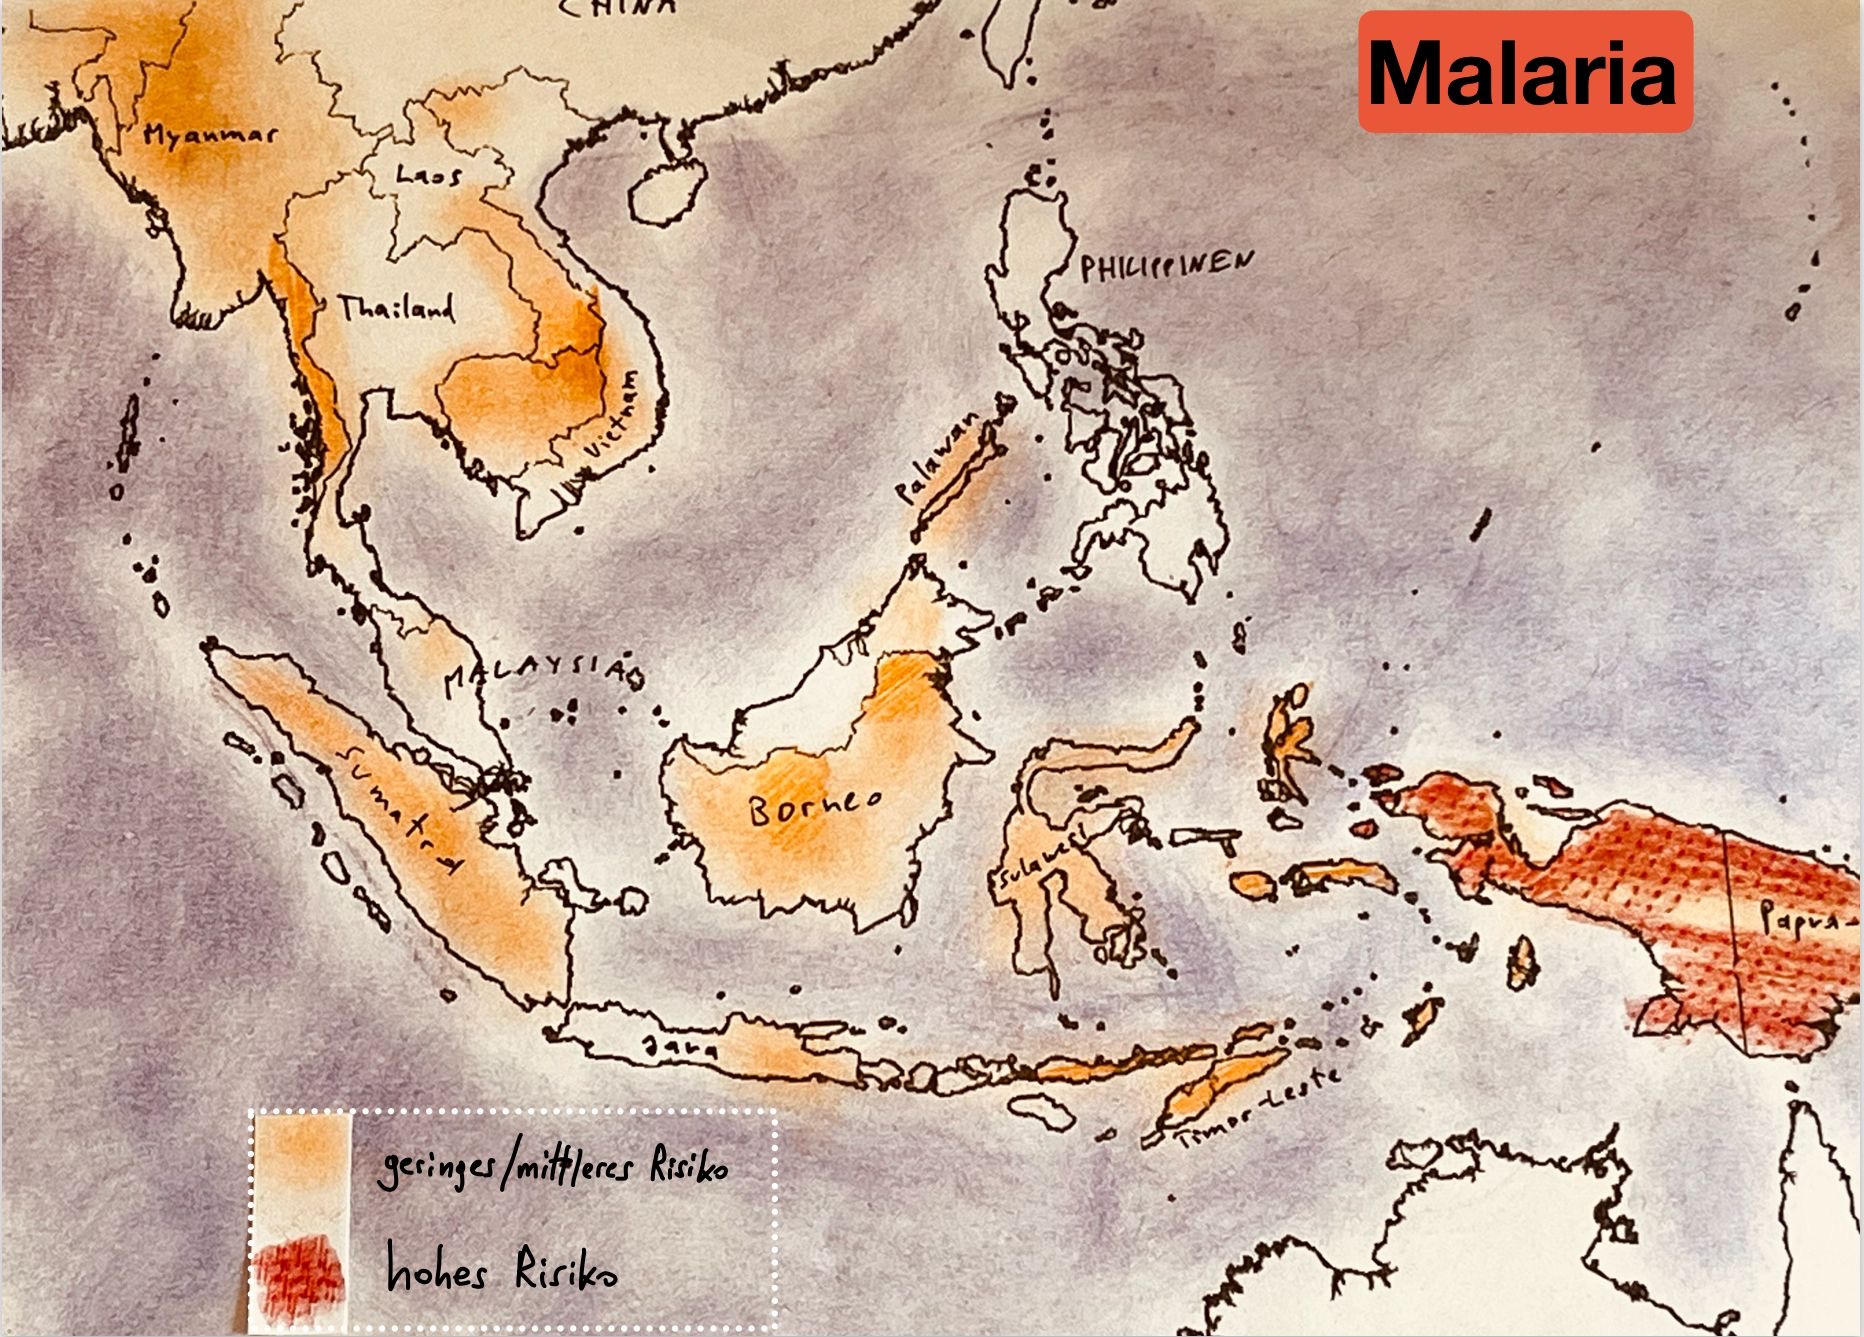 CHINA
Malaria
Myanmar
Laos
PHILIPPINEN
Thailand
Vietnam
Palawan
MALAYSIA
Sumatra
Borneo
Sulawesi
Papua-
Java
Timor-Leste
geringes/mittleres Risiko
hohes Risiko